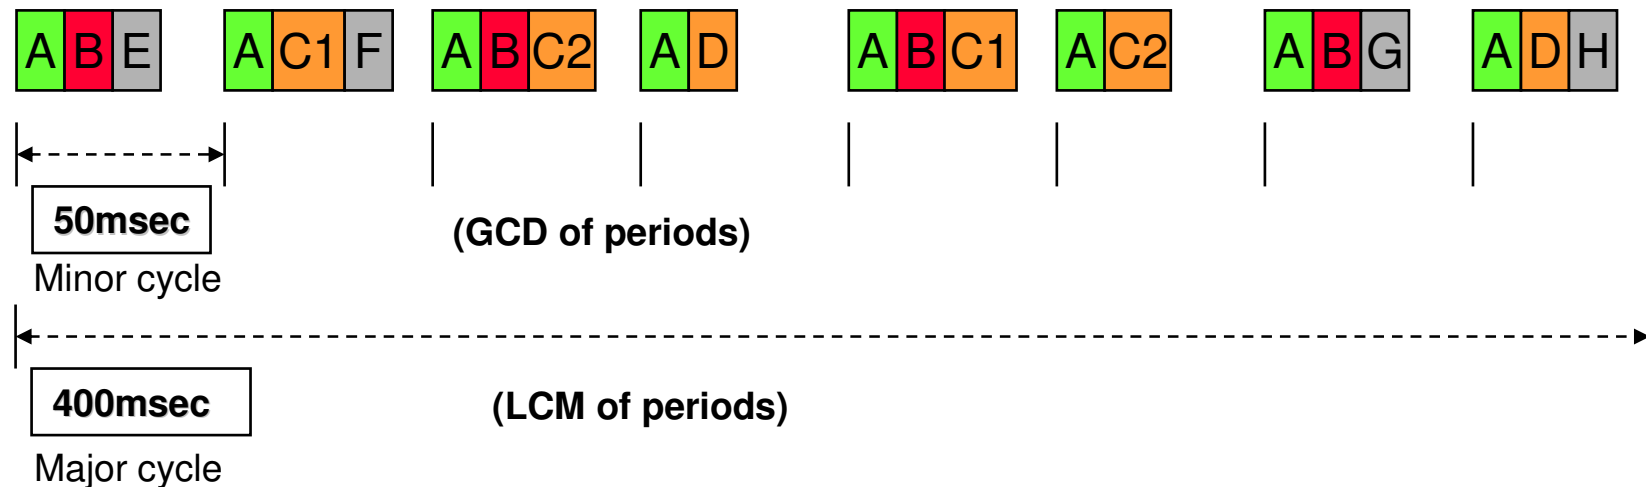 A B E A C1 F A B C2 A D A B C1 A C2 A B G A D H
50msec
(GCD of periods)
Minor cycle
400msec
(LCM of periods)
Major cycle